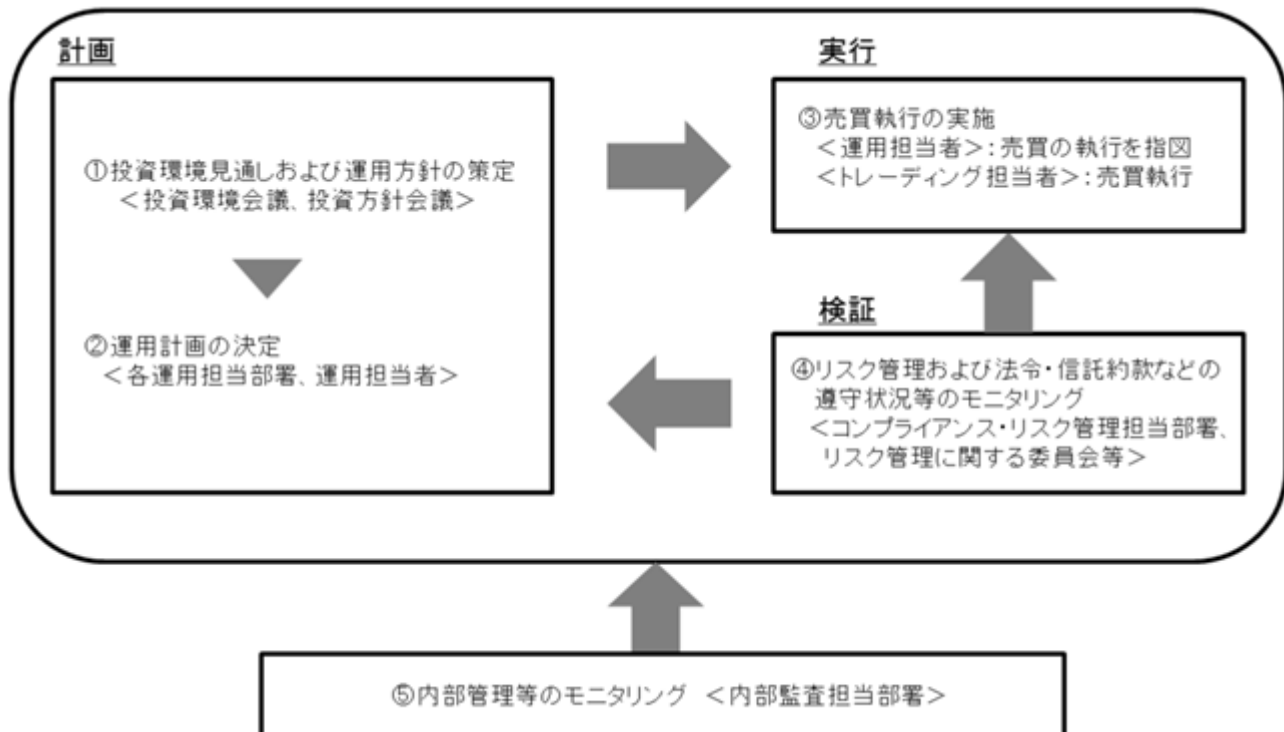 計画
①投資環境見通しおよび運用方針の策定
＜投資環境会議、投資方針会議＞
②運用計画の決定
＜各運用担当部署、運用担当者＞
実行
③売買執行の実施
＜運用担当者＞：売買の執行を指図
＜トレーディング担当者＞：売買執行
検証
④リスク管理および法令・信託約款などの
遵守状況等のモニタリング
＜コンプライアンス・リスク管理担当部署、
リスク管理に関する委員会等＞
⑤内部管理等のモニタリング ＜内部監査担当部署＞